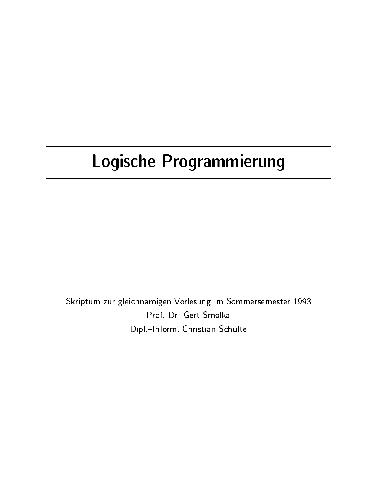 Logische Programmierung
Skriptum zur gleichnamigen Vorlesung im Sommersemester 1993
Prof. Dr. Gert Smolka
Dipl.–Inform. Christian Schulte